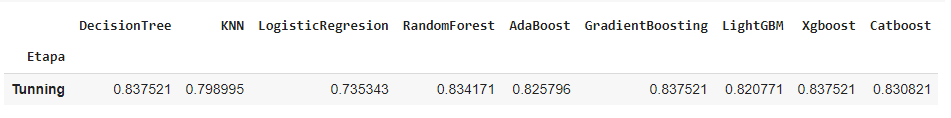 DecisionTree KNN LogisticRegresion RandomForest AdaBoost GradientBoosting LightGBM Xgboost Catboost
Etapa
Tunning 0.837521 0.798995 0.735343 0.834171 0.825796 0.837521 0.820771 0.837521 0.830821